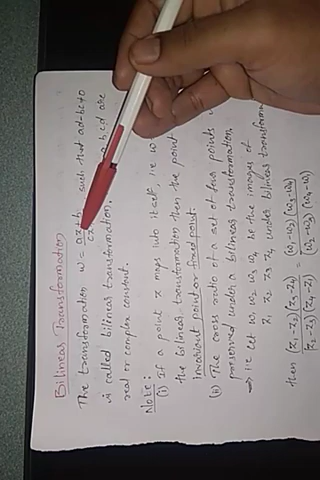 Bilinear Transformation
The transformation w = az+b / cz such that ad-bc≠0
is called bilinear transformation. a b c d are
real or complex constant.
Note:
(i) If a point z maps into itself, i.e w
the bilinear transformation then the point
invariant point or fixed point.
(ii) The cross ratio of a set of four points
preserved under a bilinear transformation.
→ i.e Let w₁ w₂ w₃ w₄ be the images of
z₁ z₂ z₃ z₄ under bilinear transforma
then (z₁-z₂)(z₃-z₄) / (z₂-z₃)(z₄-z₁) = (w₁-w₂)(w₃-w₄) / (w₂-w₃)(w₄-w₁)